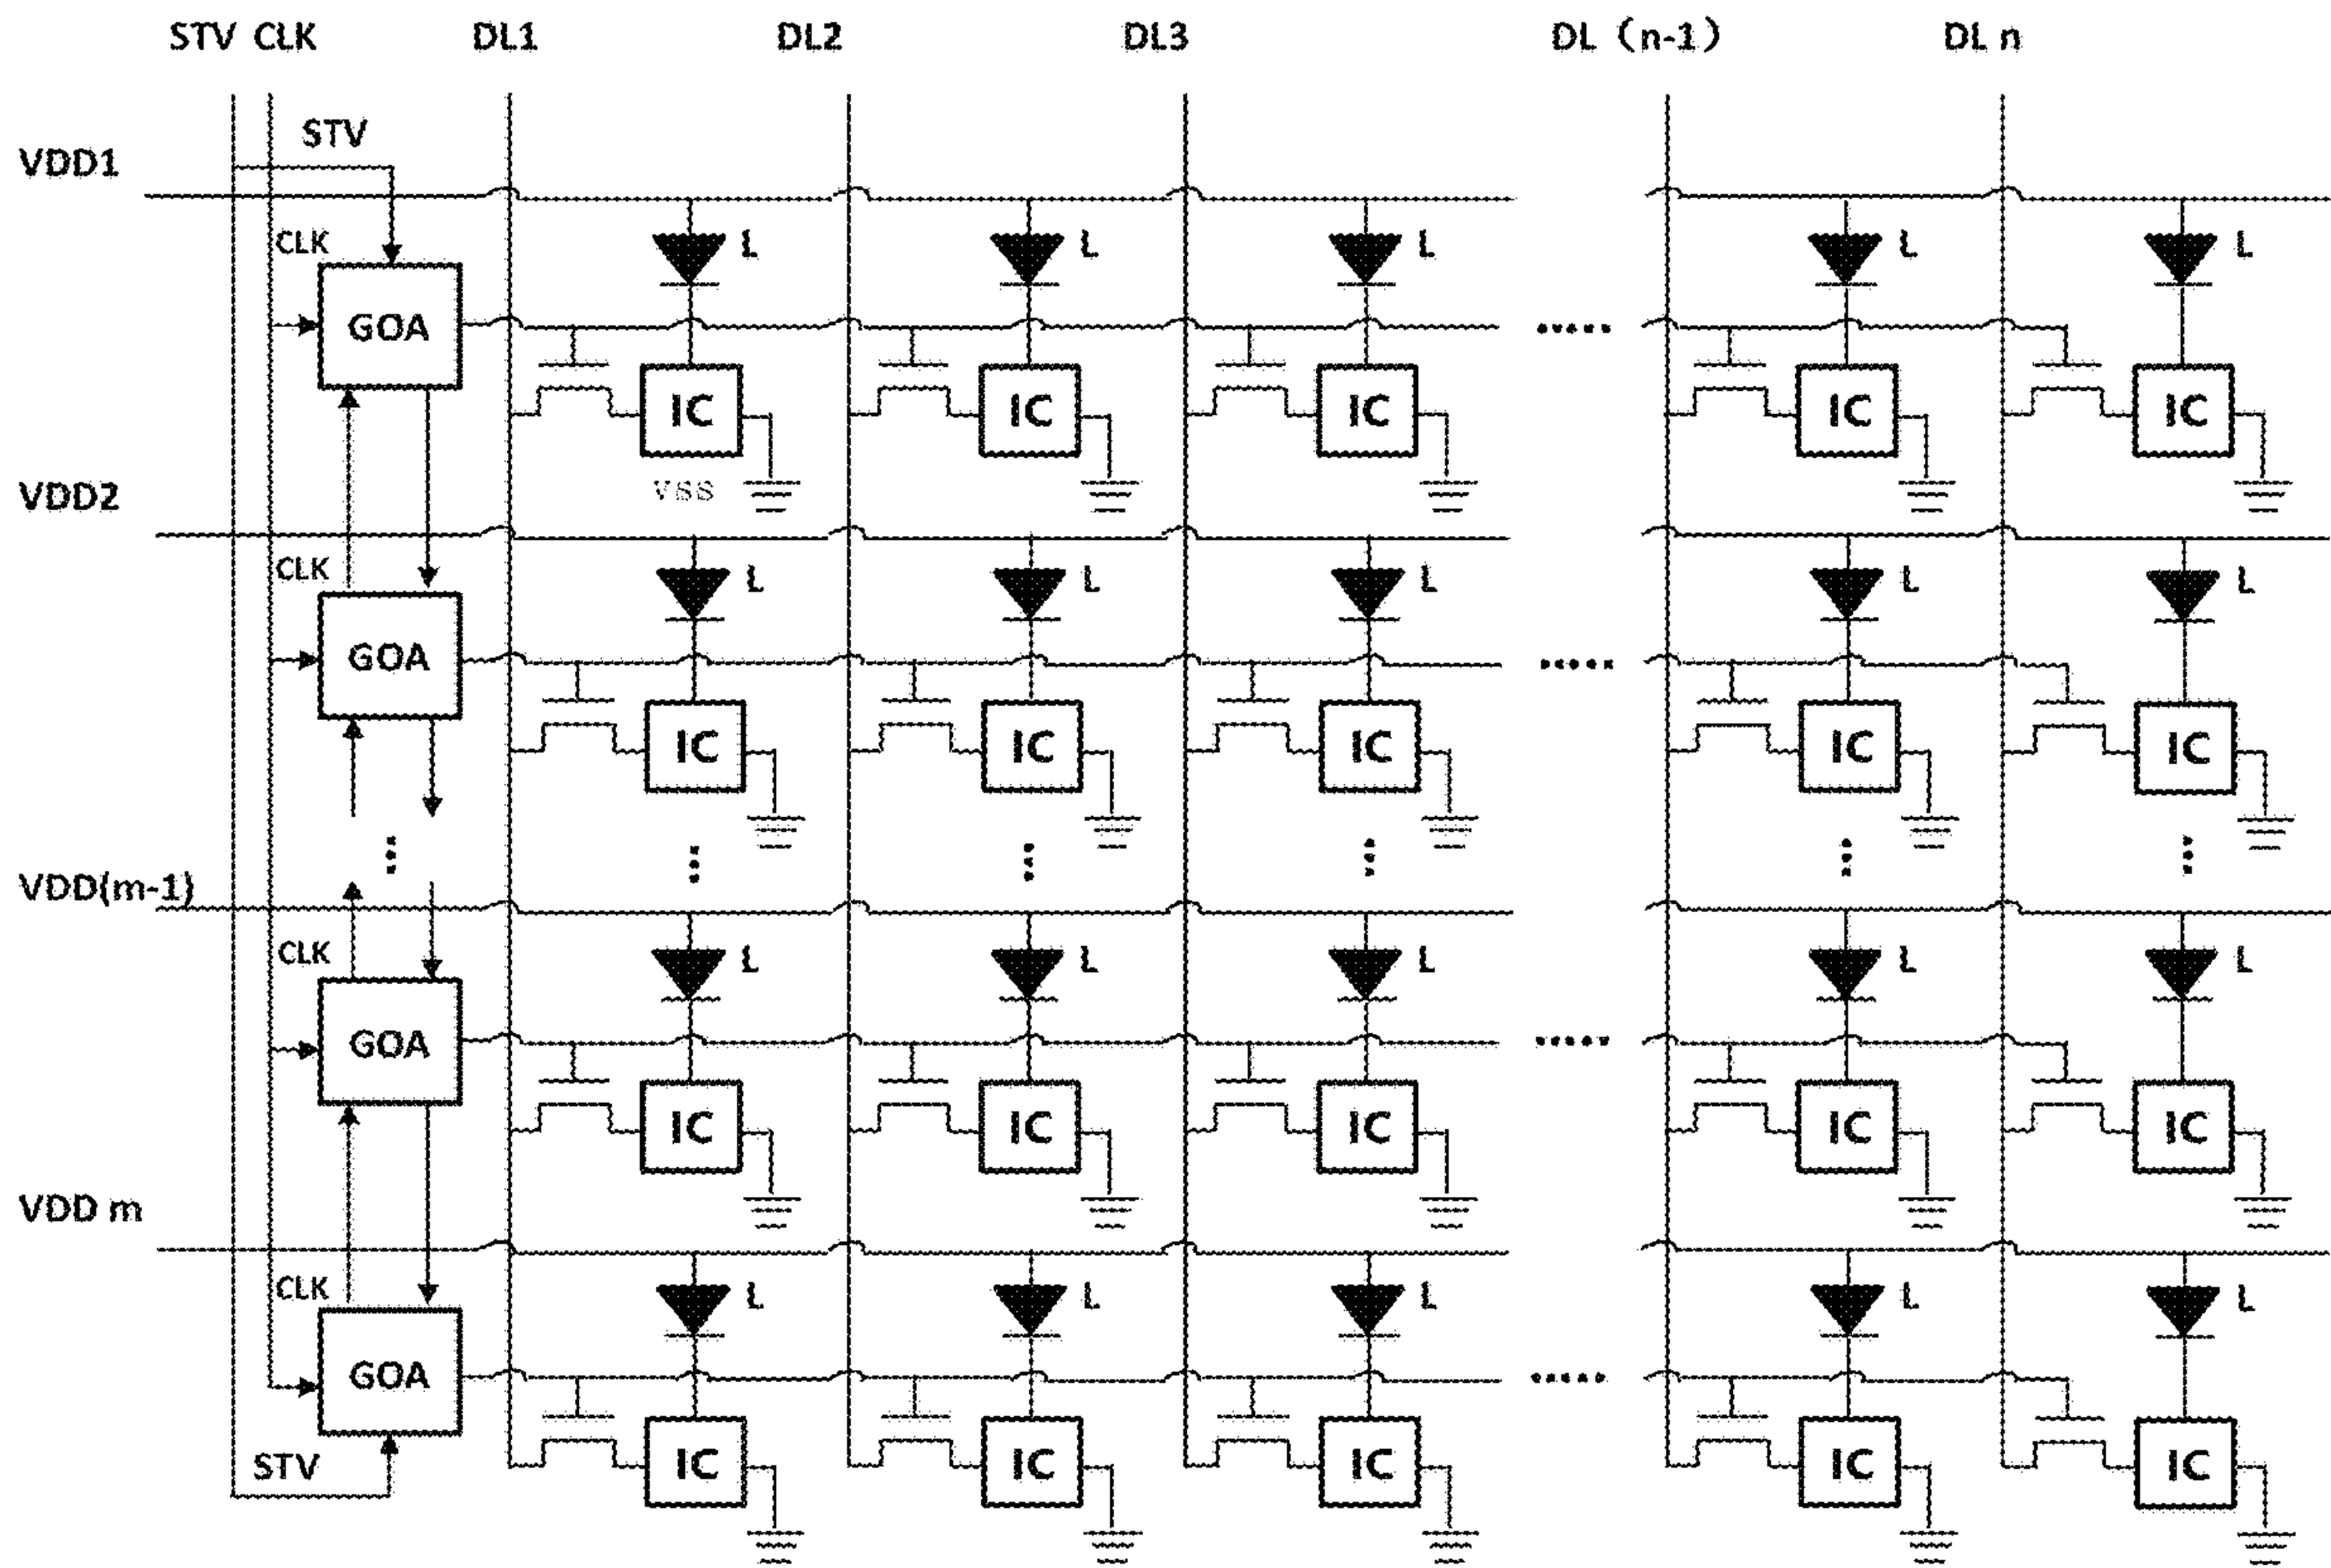 STV CLK DL1 DL2 DL3 DL（n-1） DL n
STV
VDD1
CLK L L L L L
GOA
IC IC IC IC IC
VSS
VDD2
CLK L L L L L
GOA
IC IC IC IC IC
VDD(m-1)
CLK L L L L L
GOA
IC IC IC IC IC
VDD m
CLK L L L L L
GOA
IC IC IC IC IC
STV